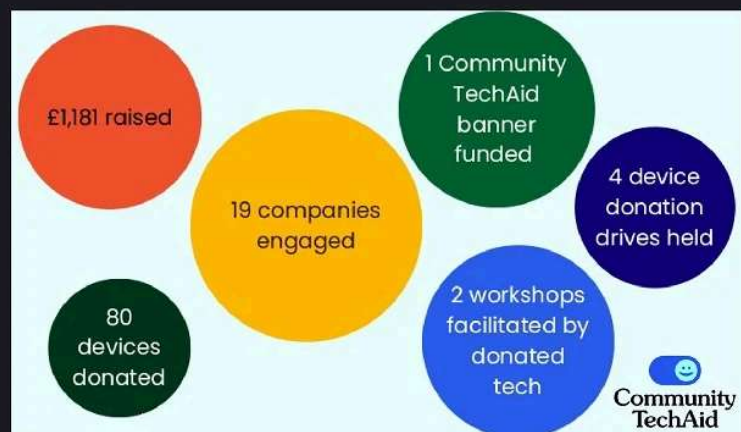 £1,181 raised
19 companies
engaged
1 Community
TechAid
banner
funded
4 device
donation
drives held
80
devices
donated
2 workshops
facilitated by
donated
tech
Community
TechAid